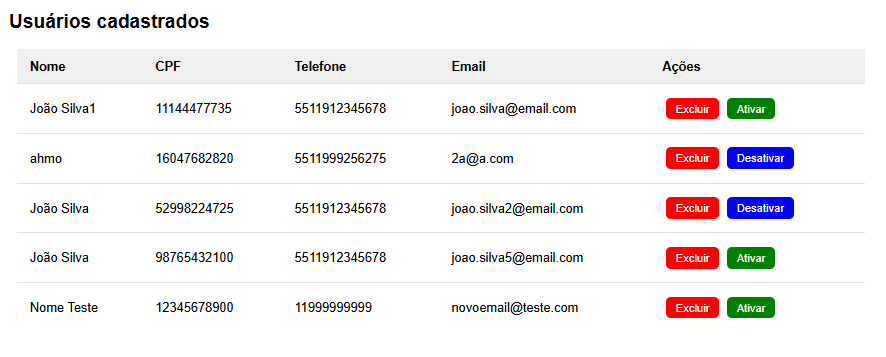 Usuários cadastrados
Nome CPF Telefone Email Ações
João Silva1 11144477735 5511912345678 joao.silva@email.com Excluir Ativar
ahmo 16047682820 5511999256275 2a@a.com Excluir Desativar
João Silva 52998224725 5511912345678 joao.silva2@email.com Excluir Desativar
João Silva 98765432100 5511912345678 joao.silva5@email.com Excluir Ativar
Nome Teste 12345678900 11999999999 novoemail@teste.com Excluir Ativar